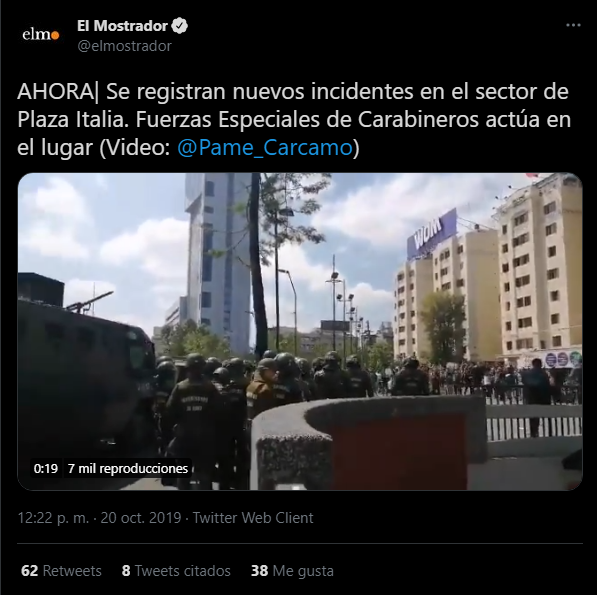 elmo
El Mostrador
@elmostrador
AHORA| Se registran nuevos incidentes en el sector de
Plaza Italia. Fuerzas Especiales de Carabineros actúa en
el lugar (Video: @Pame_Carcamo)
WOM
0:19 7 mil reproducciones
12:22 p. m. · 20 oct. 2019 · Twitter Web Client
62 Retweets 8 Tweets citados 38 Me gusta